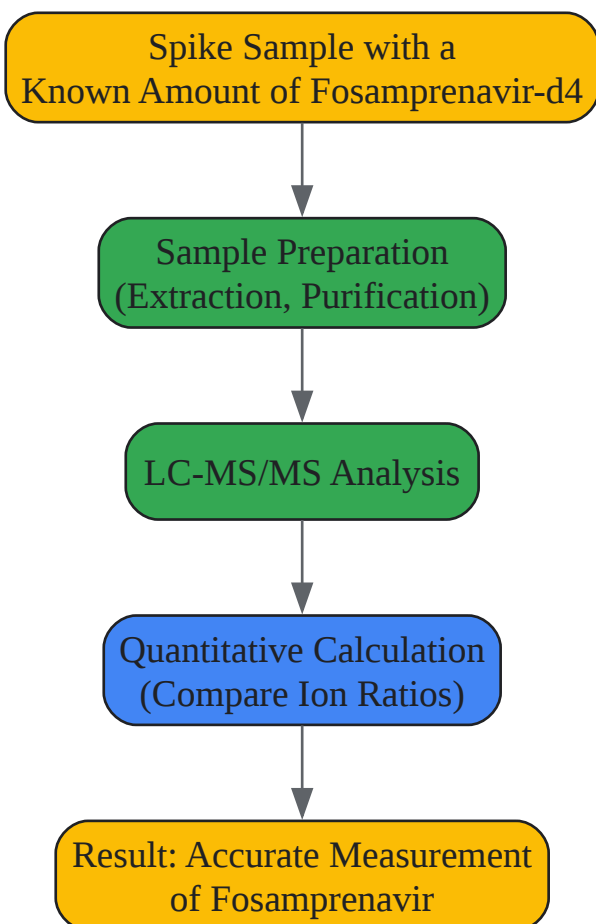 Spike Sample with a
Known Amount of Fosamprenavir-d4
Sample Preparation
(Extraction, Purification)
LC-MS/MS Analysis
Quantitative Calculation
(Compare Ion Ratios)
Result: Accurate Measurement
of Fosamprenavir